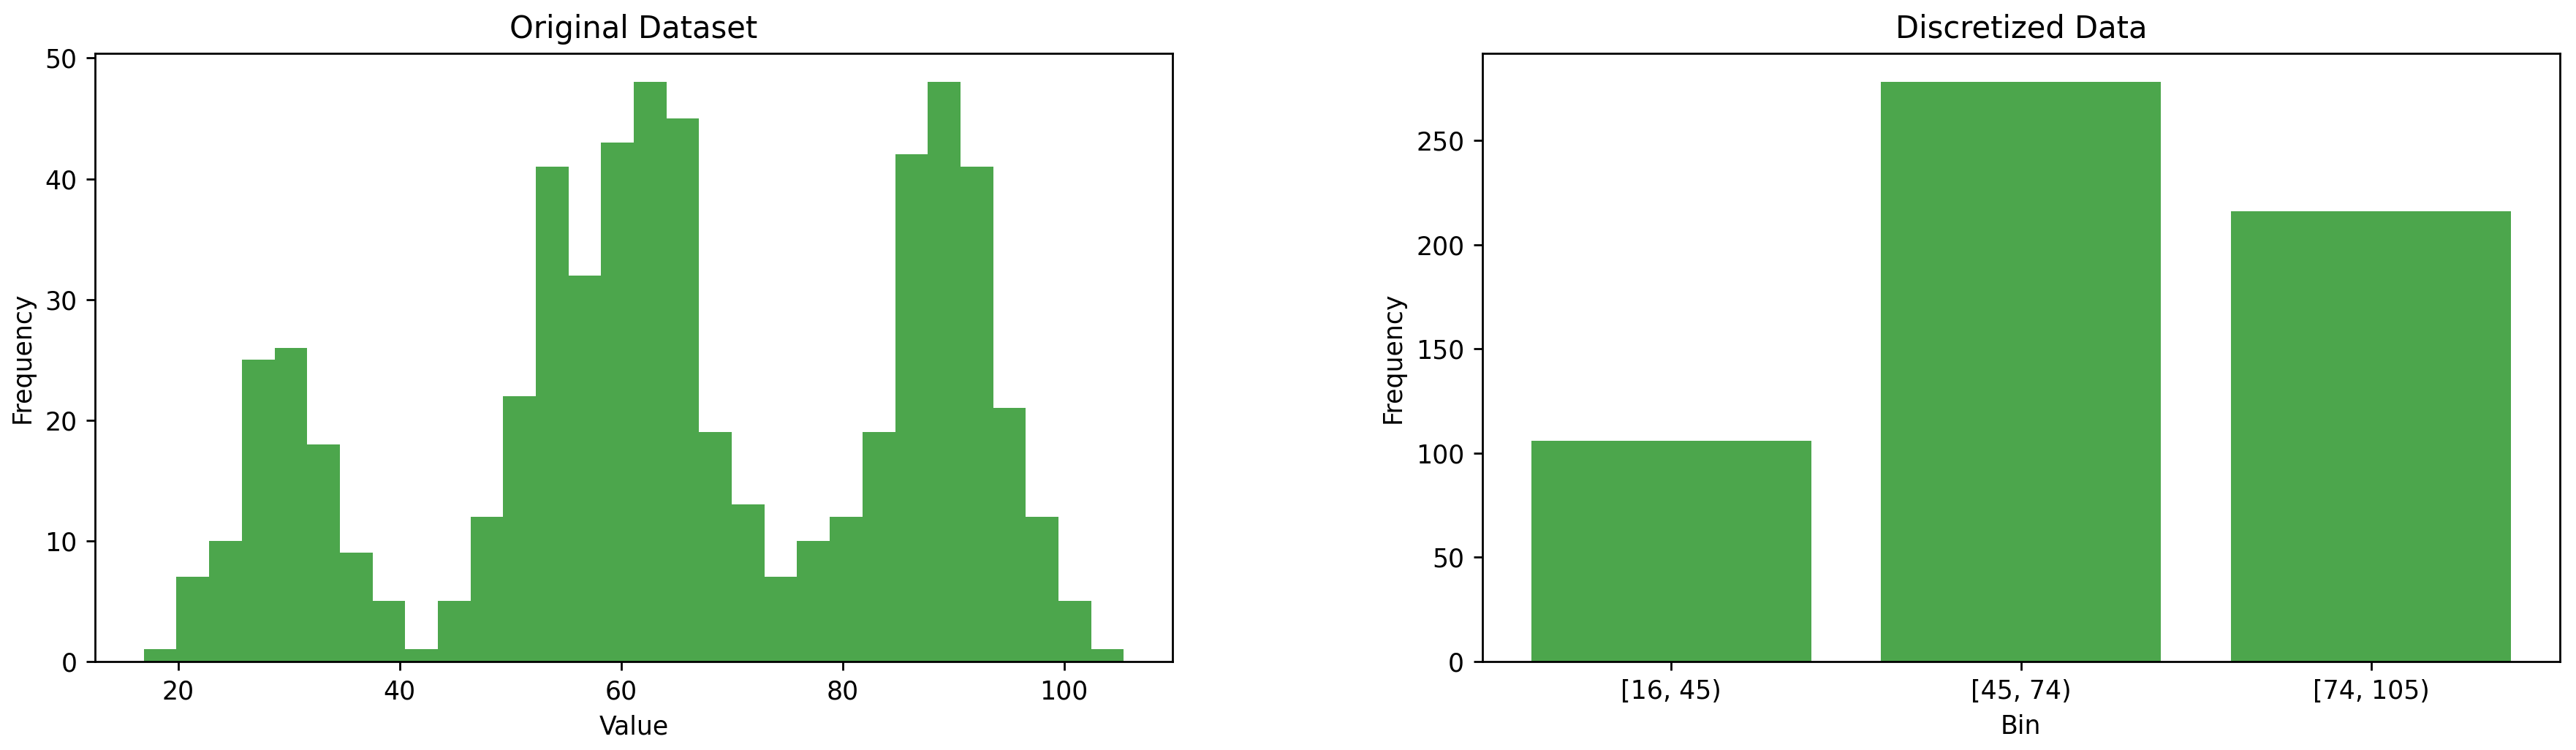 Original Dataset
50
40
30
20
10
0
Frequency
20 40 60 80 100
Value
Discretized Data
250
200
150
100
50
0
Frequency
[16, 45) [45, 74) [74, 105)
Bin